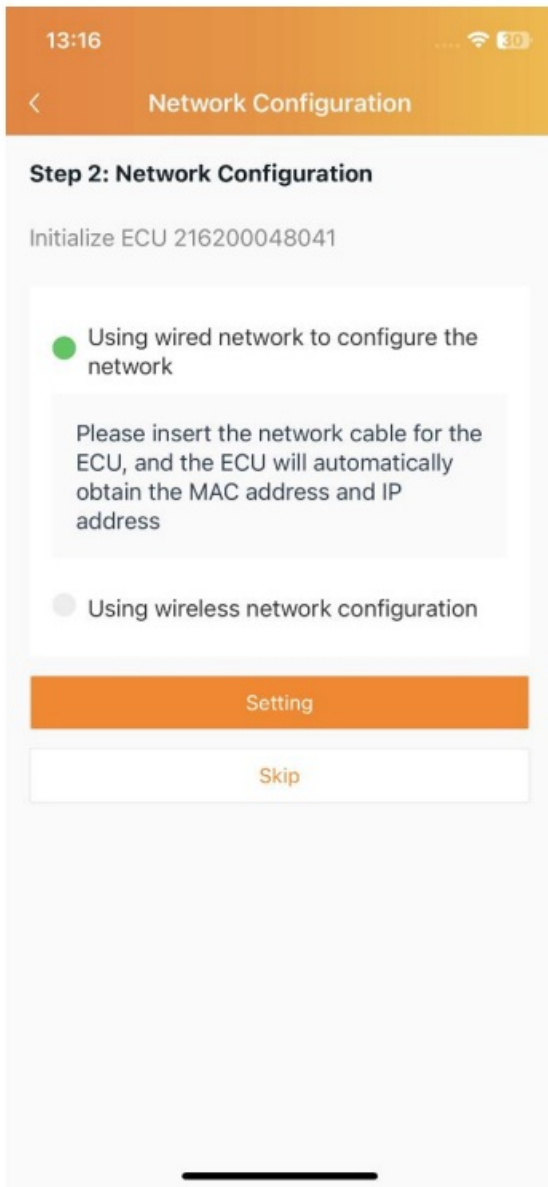 13:16
30
Network Configuration
Step 2: Network Configuration
Initialize ECU 216200048041
Using wired network to configure the
network
Please insert the network cable for the
ECU, and the ECU will automatically
obtain the MAC address and IP
address
Using wireless network configuration
Setting
Skip